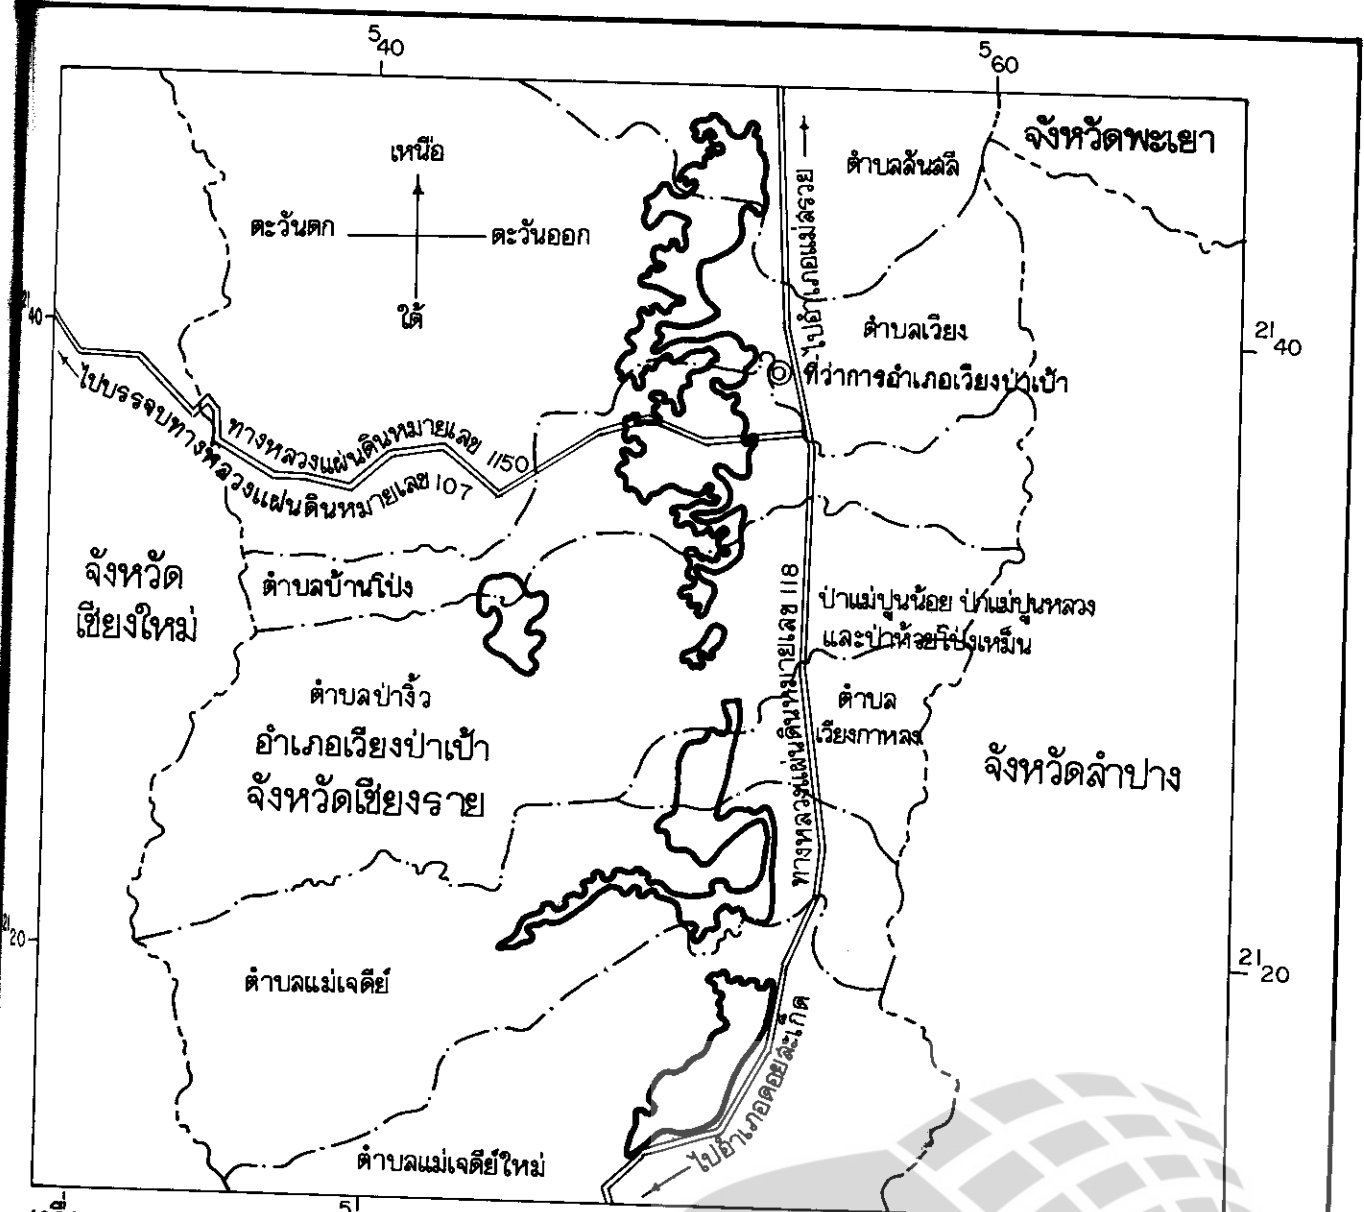 540
560
จังหวัดพะเยา
เหนือ
ตำบลสันสลี
ตะวันตก
ตะวันออก
ใต้
ไปอำเภอแม่สรวย
2140
2140
ตำบลเวียง
ที่ว่าการอำเภอเวียงป่าเป้า
ทางหลวงแผ่นดินหมายเลข 1150
ไปบรรจบทางหลวงแผ่นดินหมายเลข 107
จังหวัด
เชียงใหม่
ตำบลบ้านโป่ง
ทางหลวงแผ่นดินหมายเลข 118
ป่าแม่ปูนน้อย ป่าแม่ปูนหลวง
และป่าห้วยโป่งเหม็น
ตำบลป่างิ้ว
อำเภอเวียงป่าเป้า
จังหวัดเชียงราย
ตำบล
เวียงกาหลง
จังหวัดลำปาง
2120
2120
ตำบลแม่เจดีย์
ไปอำเภอดอยสะเก็ด
ตำบลแม่เจดีย์ใหม่
5